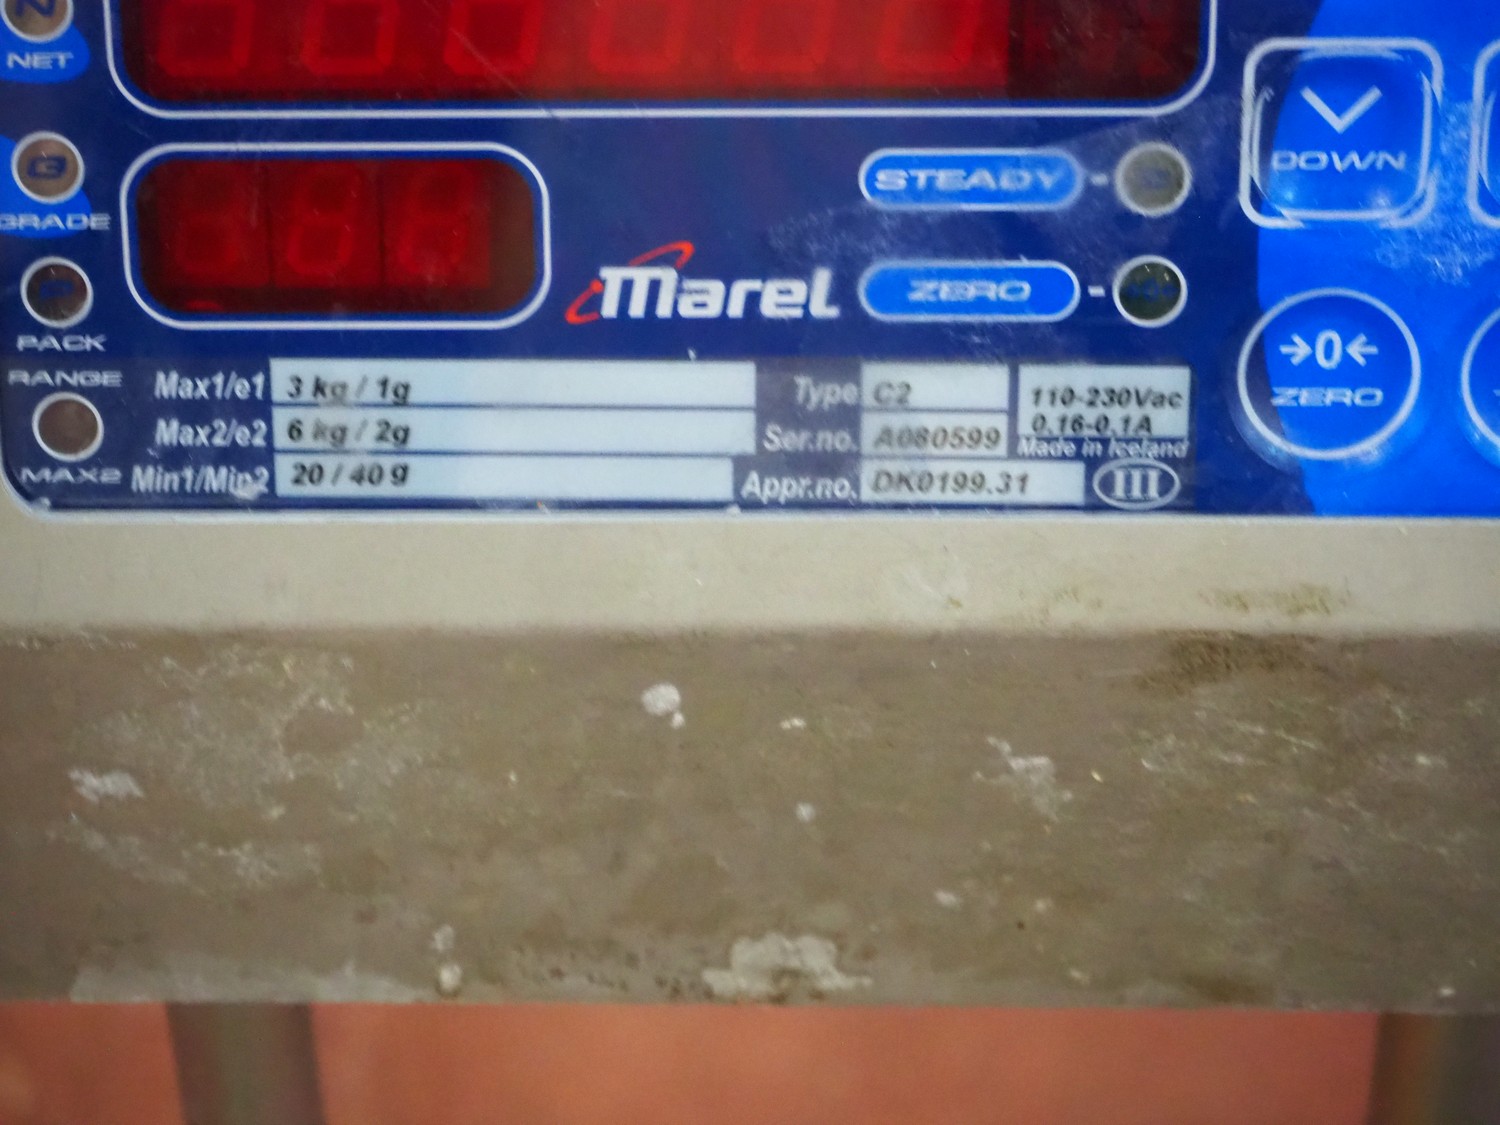 N
NET
G
GRADE
P
PACK
RANGE
MAX2
marel
STEADY
ZERO
DOWN
→0←
ZERO
Max1/e1 3 kg / 1g
Max2/e2 6 kg / 2g
Min1/Min2 20 / 40 g
Type C2
Ser.no. A080599
Appr.no. DK0199.31
110-230Vac
0.16-0.1A
Made in Iceland
III